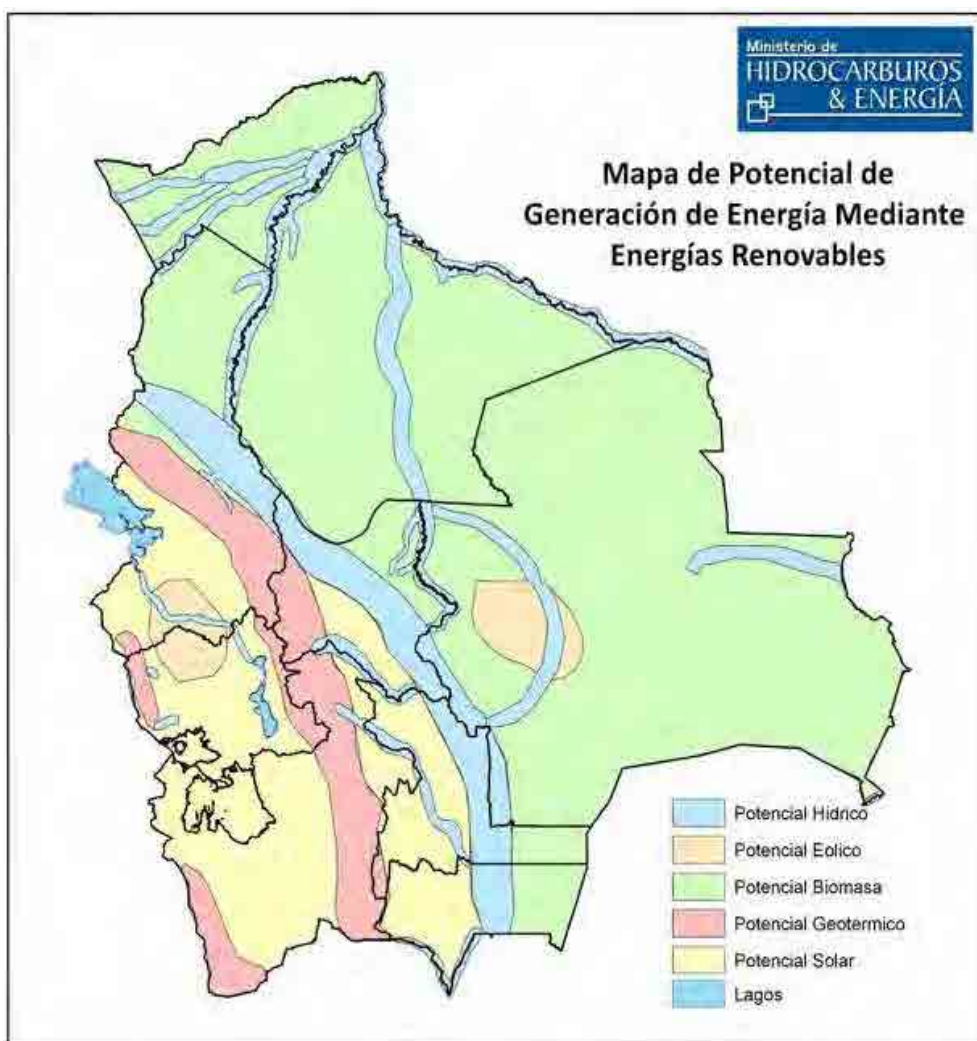 Ministerio de
HIDROCARBUROS
& ENERGÍA
Mapa de Potencial de
Generación de Energía Mediante
Energías Renovables
Potencial Hídrico
Potencial Eolico
Potencial Biomasa
Potencial Geotermico
Potencial Solar
Lagos